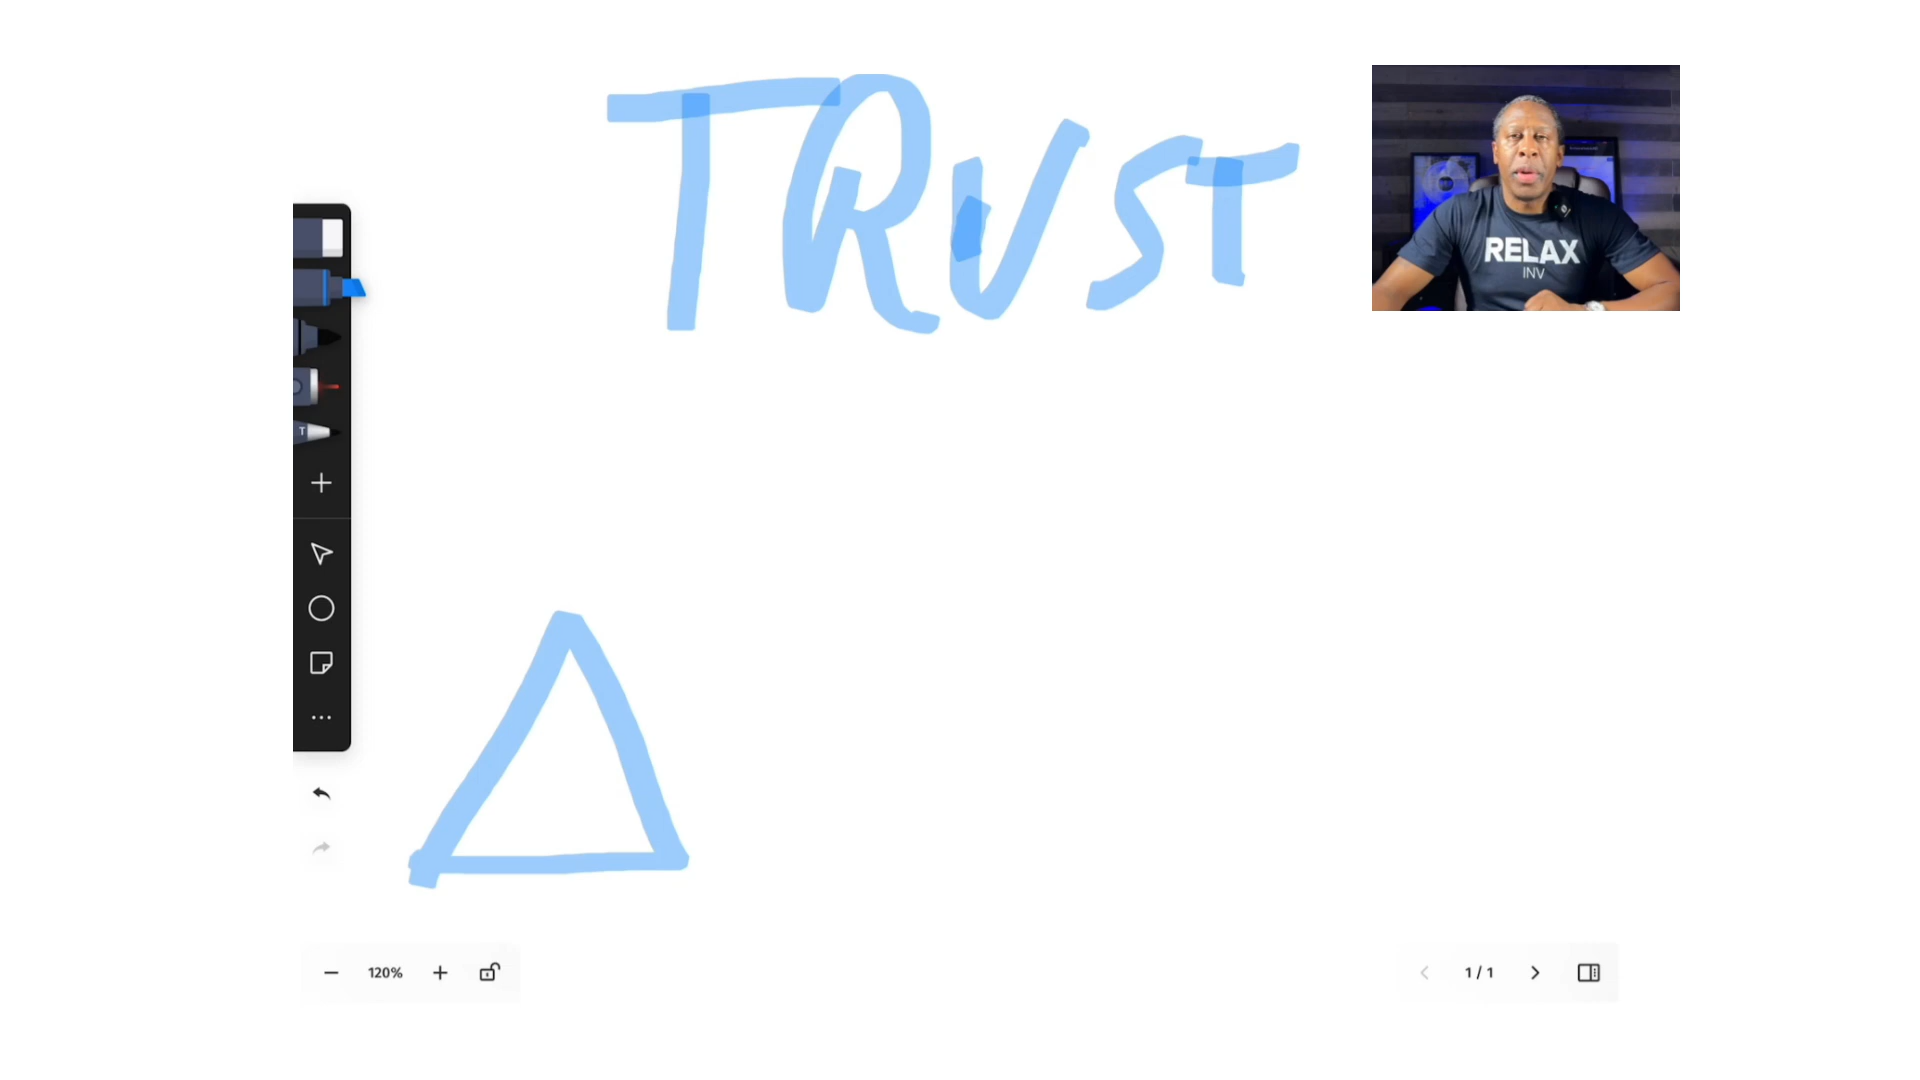 TRUST
RELAX
INV
T
120%
1 / 1